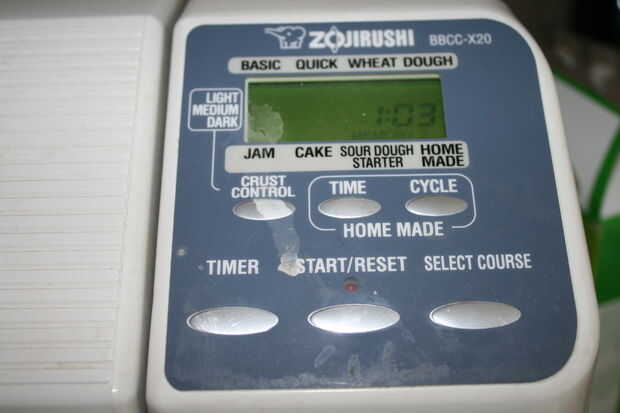 ZOJIRUSHI BBCC-X20
BASIC QUICK WHEAT DOUGH
LIGHT
MEDIUM
DARK
1:03
JAM CAKE SOUR DOUGH STARTER HOME MADE
CRUST CONTROL
TIME CYCLE
HOME MADE
TIMER START/RESET SELECT COURSE